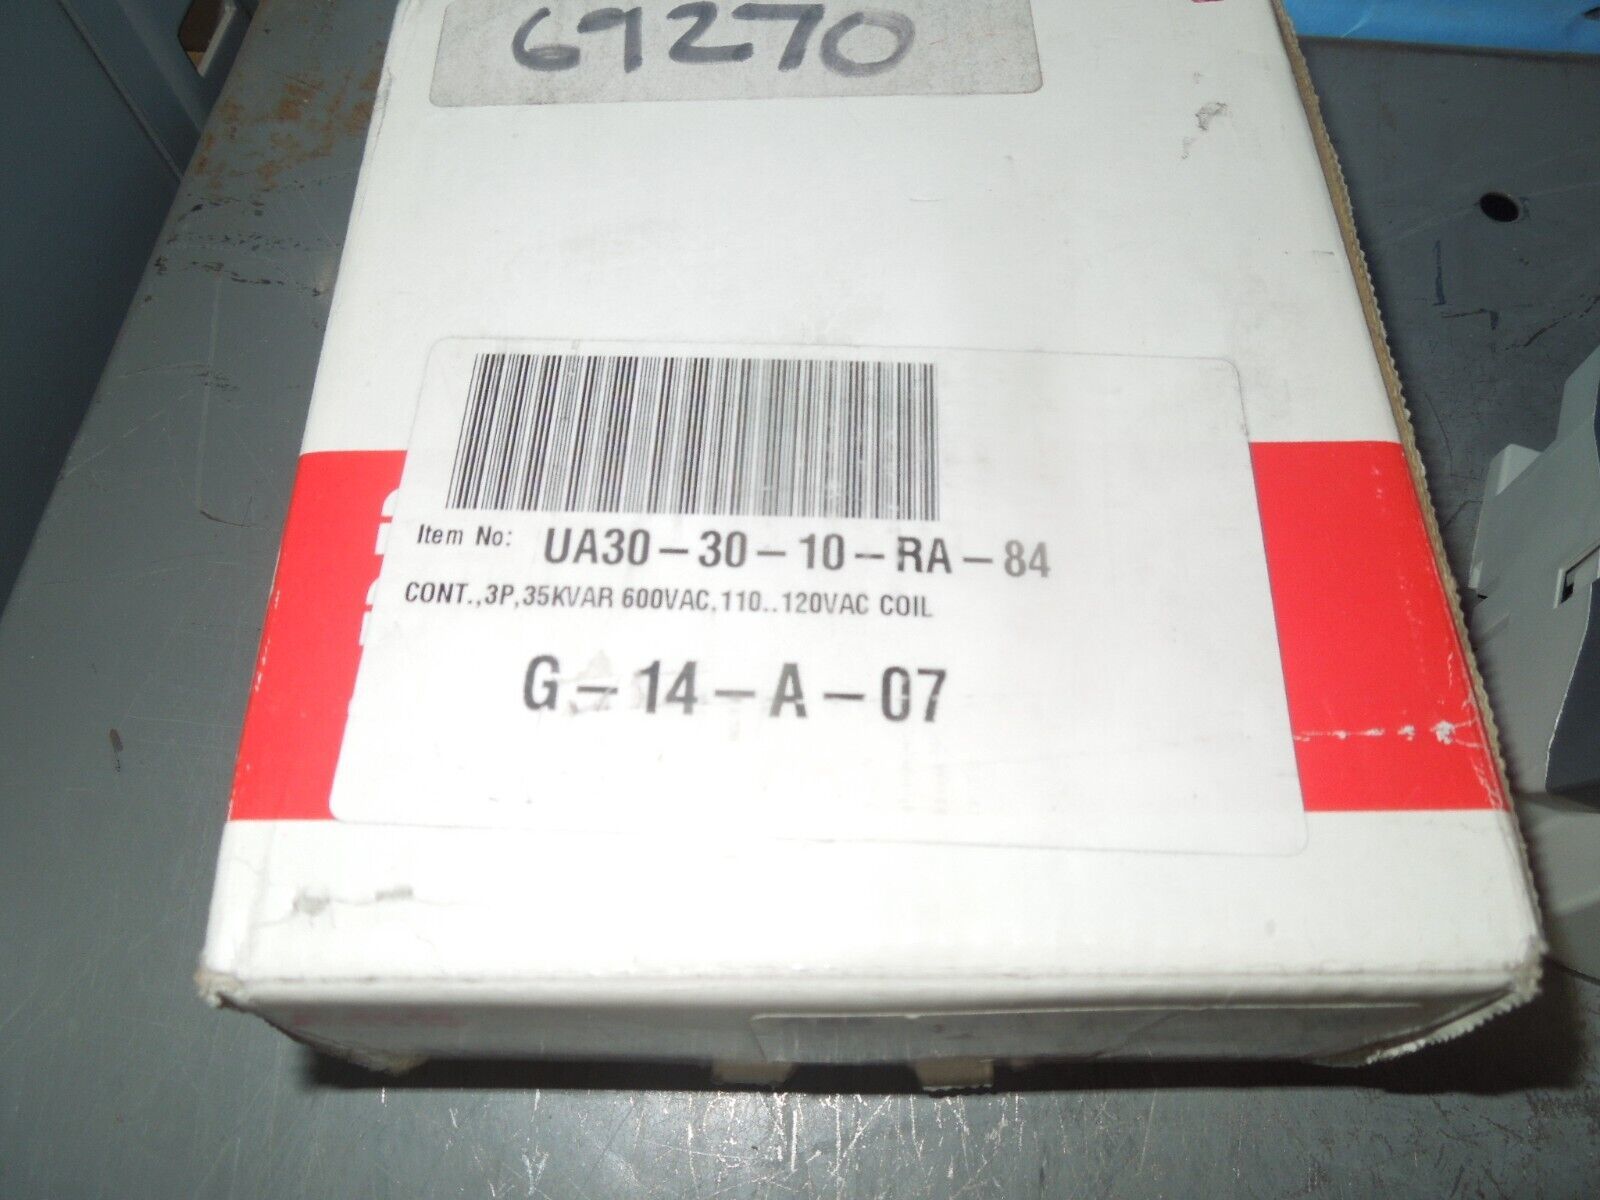 69270
Item No: UA30-30-10-RA-84
CONT.,3P,35KVAR 600VAC,110..120VAC COIL
G-14-A-07